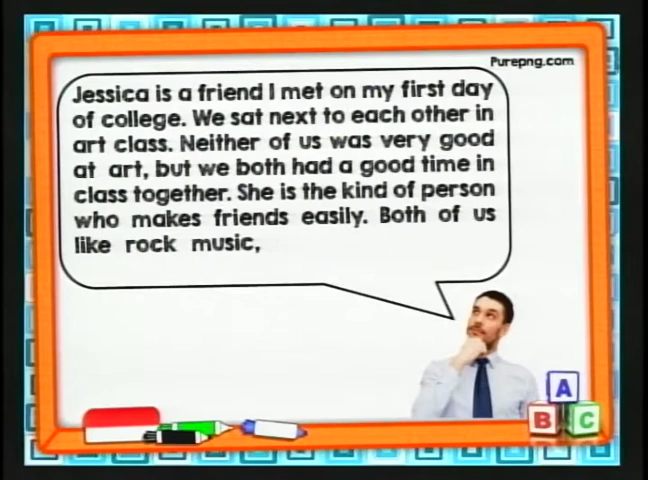 Purepng.com
Jessica is a friend I met on my first day
of college. We sat next to each other in
art class. Neither of us was very good
at art, but we both had a good time in
class together. She is the kind of person
who makes friends easily. Both of us
like rock music,
A
B C